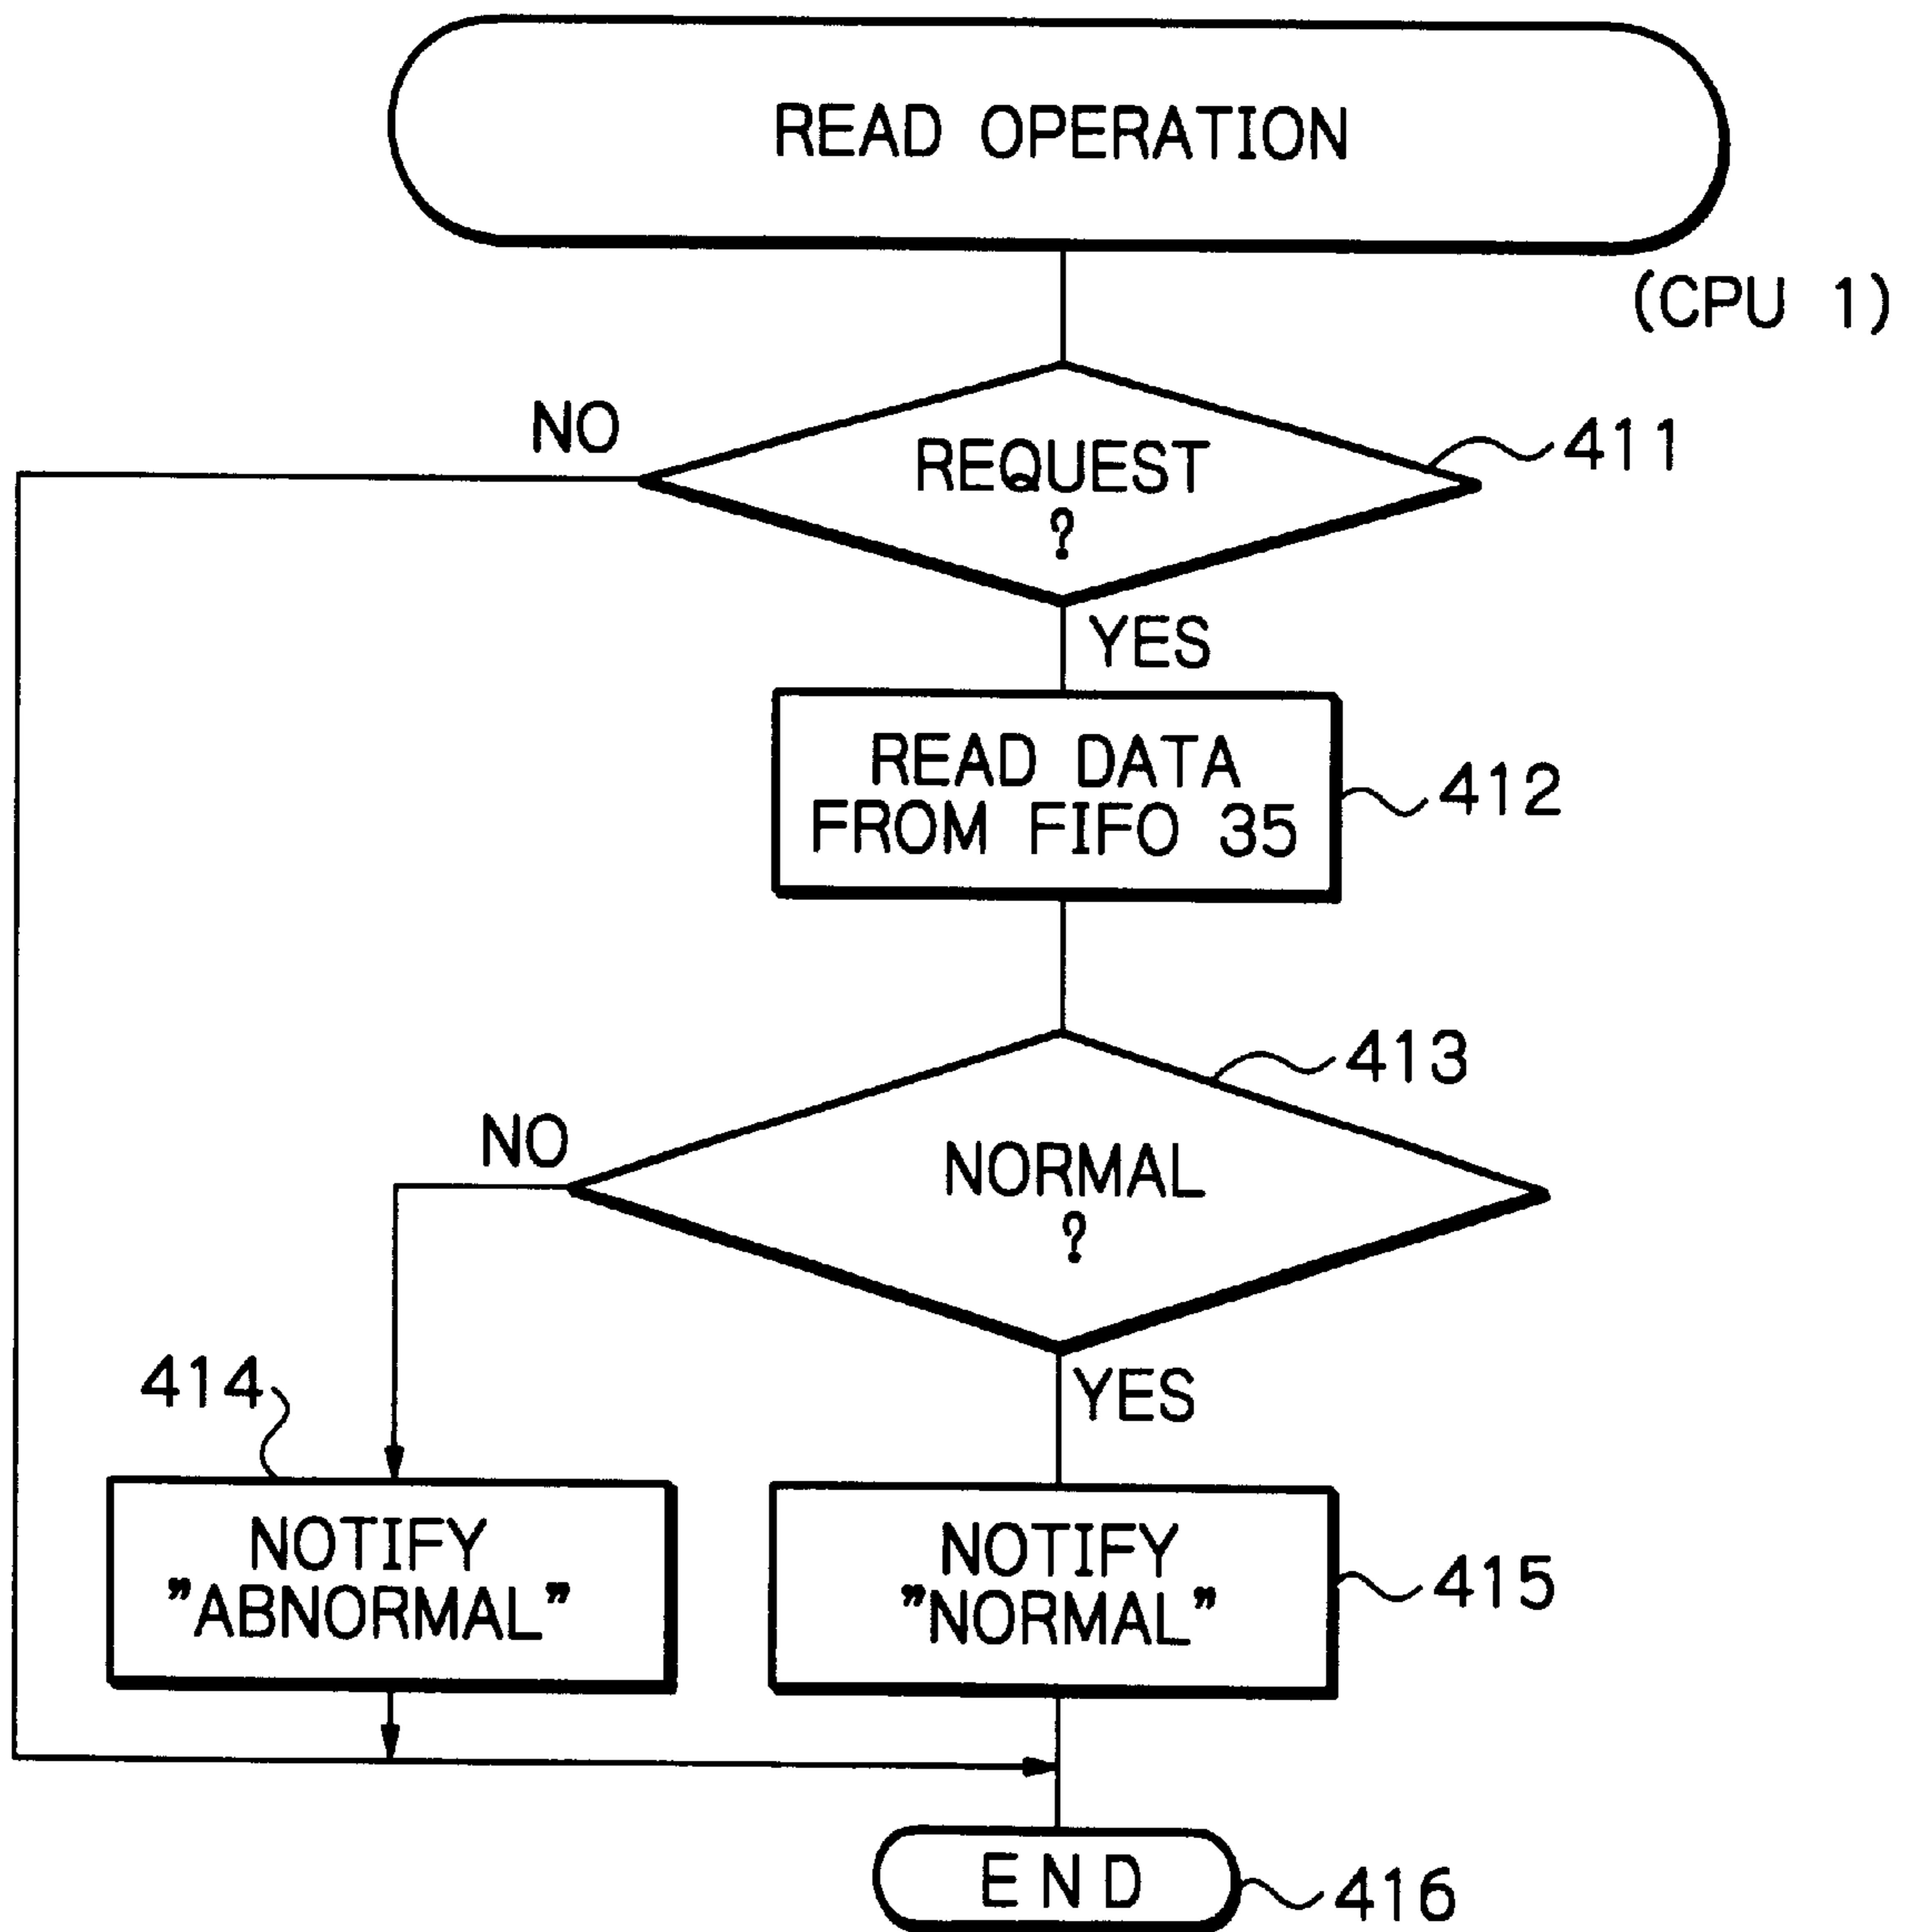 READ OPERATION
(CPU 1)
NO
REQUEST
?
411
YES
READ DATA
FROM FIFO 35
412
413
NO
NORMAL
?
414
YES
NOTIFY
"ABNORMAL"
NOTIFY
"NORMAL"
415
END
416